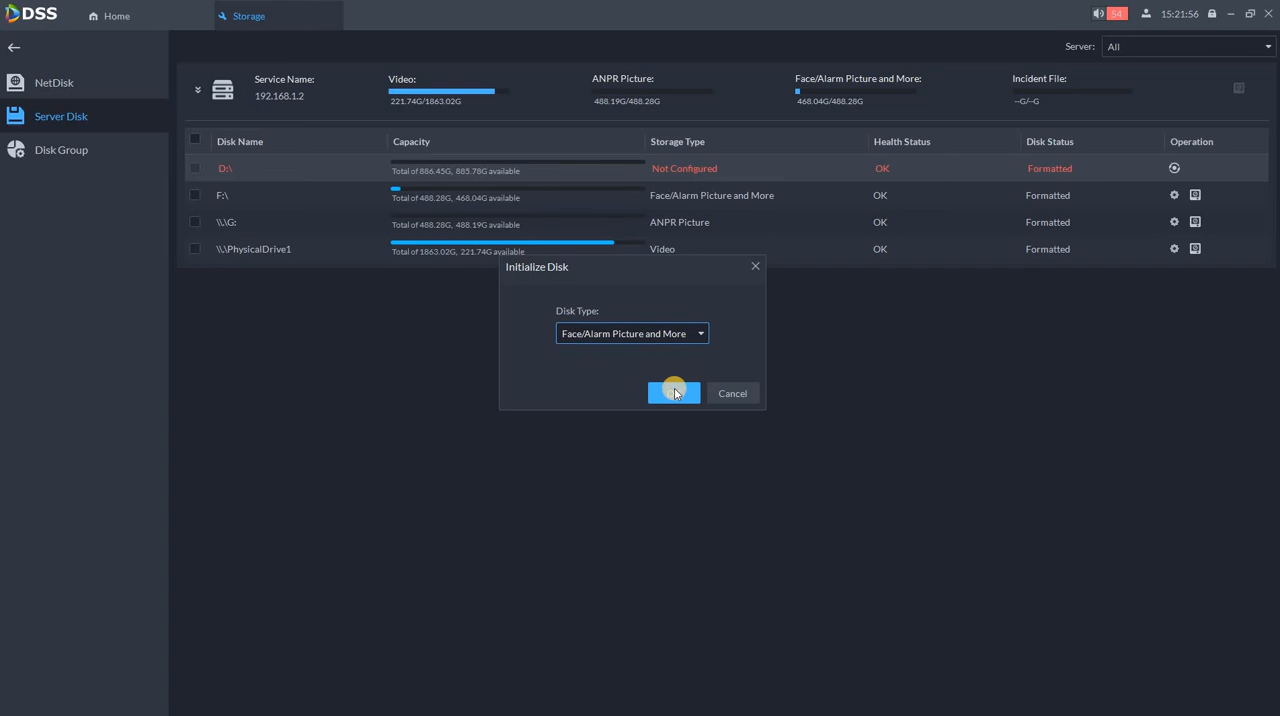 DSS Home Storage 54 15:21:56
Server: All
NetDisk
Server Disk
Disk Group
Service Name: Video: ANPR Picture: Face/Alarm Picture and More: Incident File:
192.168.1.2 221.74G/1863.02G 488.19G/488.28G 468.04G/488.28G --G/--G
Disk Name Capacity Storage Type Health Status Disk Status Operation
D:\ Total of 886.45G, 885.78G available Not Configured OK Formatted
F:\ Total of 488.28G, 468.04G available Face/Alarm Picture and More OK Formatted
\\.\G: Total of 488.28G, 488.19G available ANPR Picture OK Formatted
\\.\PhysicalDrive1 Total of 1863.02G, 221.74G available Video OK Formatted
Initialize Disk
Disk Type:
Face/Alarm Picture and More
Cancel